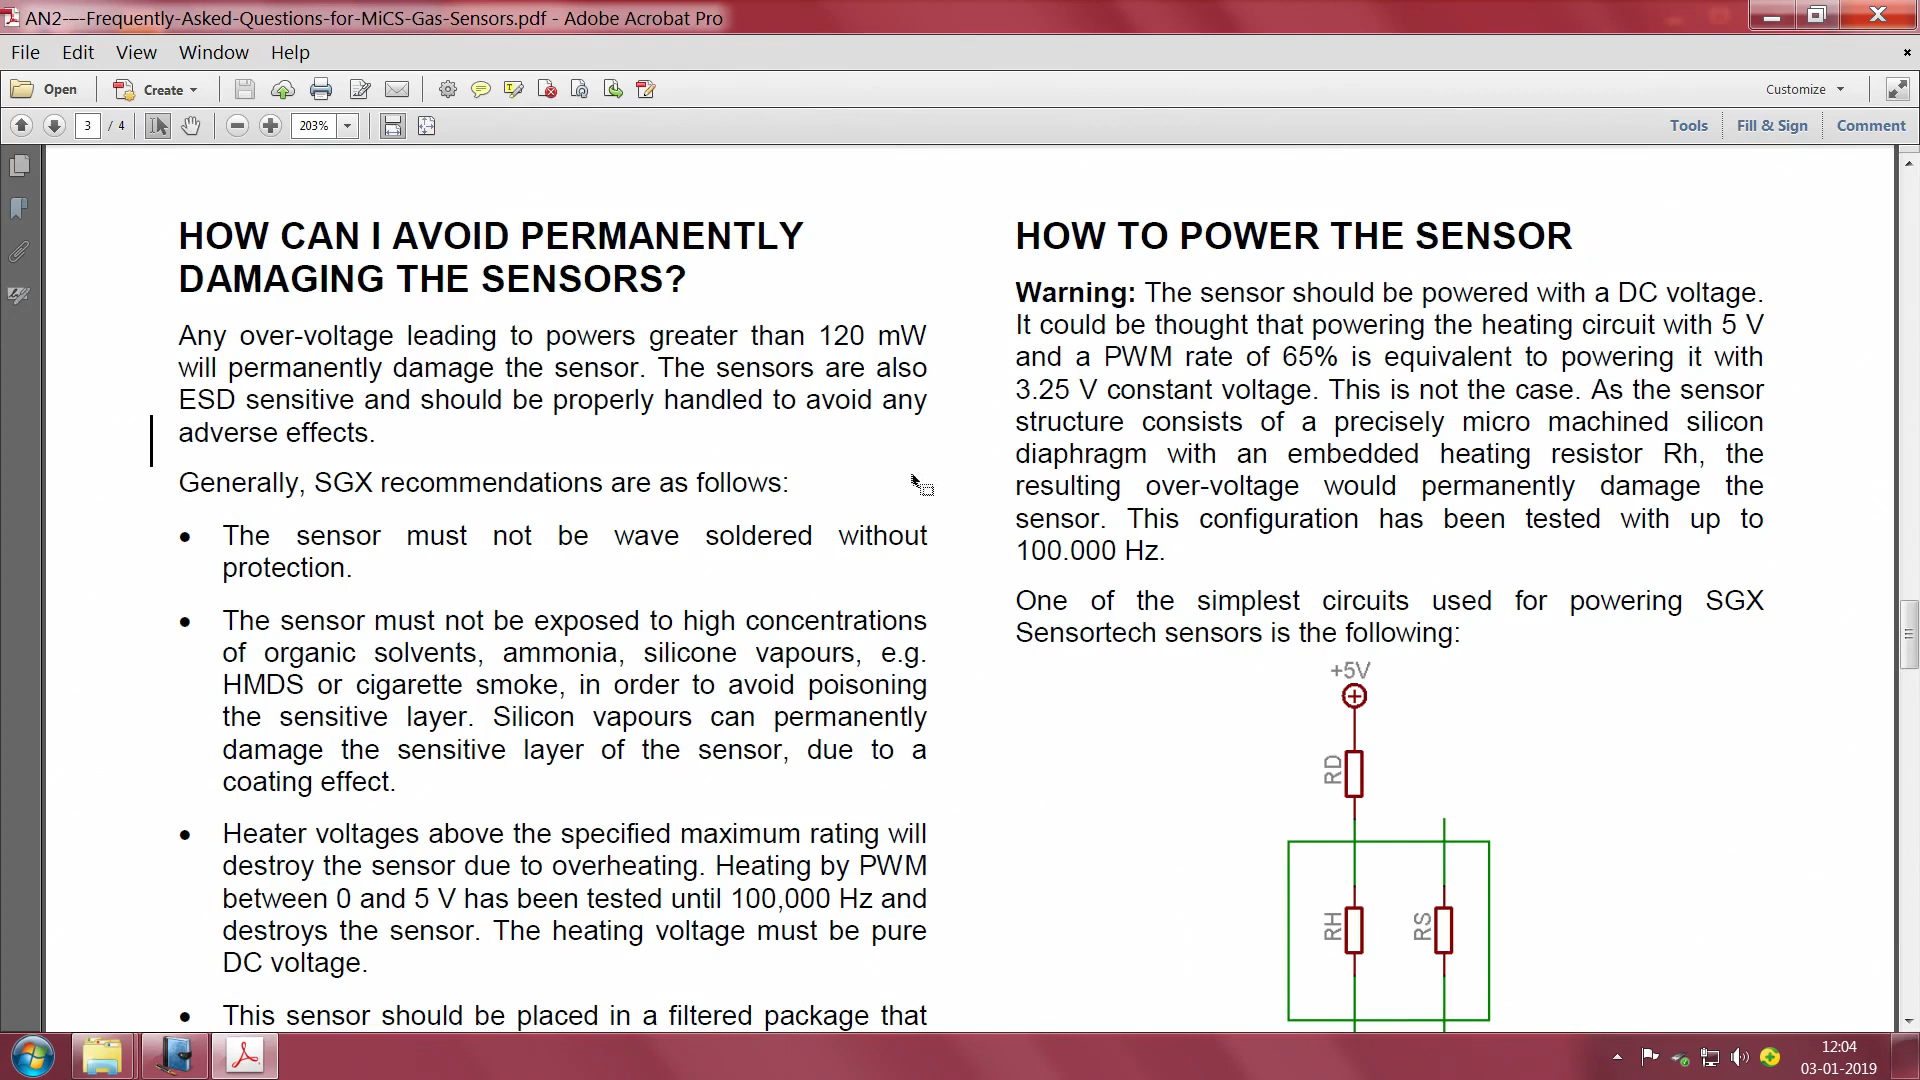 AN2-–-Frequently-Asked-Questions-for-MiCS-Gas-Sensors.pdf - Adobe Acrobat Pro
File Edit View Window Help
Open Create Customize
3 / 4 203% Tools Fill & Sign Comment
HOW CAN I AVOID PERMANENTLY
DAMAGING THE SENSORS?
Any over-voltage leading to powers greater than 120 mW
will permanently damage the sensor. The sensors are also
ESD sensitive and should be properly handled to avoid any
adverse effects.
Generally, SGX recommendations are as follows:
• The sensor must not be wave soldered without
protection.
• The sensor must not be exposed to high concentrations
of organic solvents, ammonia, silicone vapours, e.g.
HMDS or cigarette smoke, in order to avoid poisoning
the sensitive layer. Silicon vapours can permanently
damage the sensitive layer of the sensor, due to a
coating effect.
• Heater voltages above the specified maximum rating will
destroy the sensor due to overheating. Heating by PWM
between 0 and 5 V has been tested until 100,000 Hz and
destroys the sensor. The heating voltage must be pure
DC voltage.
• This sensor should be placed in a filtered package that
HOW TO POWER THE SENSOR
Warning: The sensor should be powered with a DC voltage.
It could be thought that powering the heating circuit with 5 V
and a PWM rate of 65% is equivalent to powering it with
3.25 V constant voltage. This is not the case. As the sensor
structure consists of a precisely micro machined silicon
diaphragm with an embedded heating resistor Rh, the
resulting over-voltage would permanently damage the
sensor. This configuration has been tested with up to
100.000 Hz.
One of the simplest circuits used for powering SGX
Sensortech sensors is the following:
+5V
RD
RH RS
12:04
03-01-2019